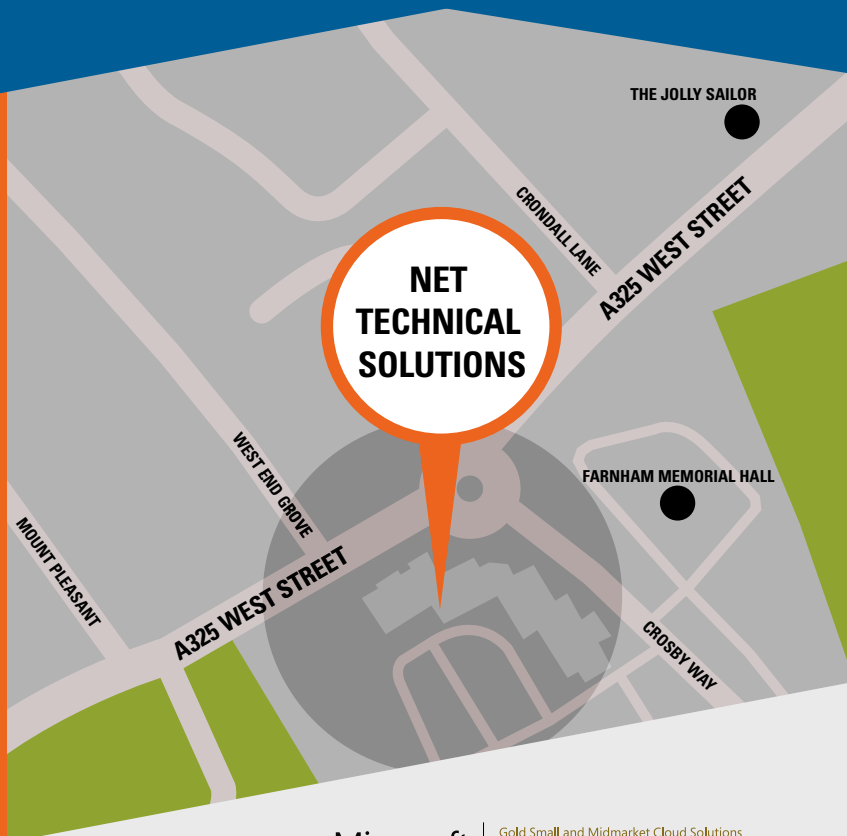 THE JOLLY SAILOR
CRONDALL LANE
A325 WEST STREET
NET
TECHNICAL
SOLUTIONS
WEST END GROVE
FARNHAM MEMORIAL HALL
MOUNT PLEASANT
A325 WEST STREET
CROSBY WAY
Gold Small and Midmarket Cloud Solutions